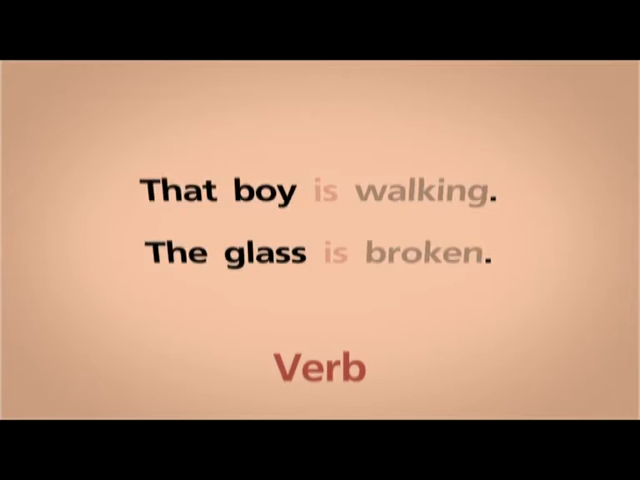 That boy is walking.
The glass is broken.
Verb